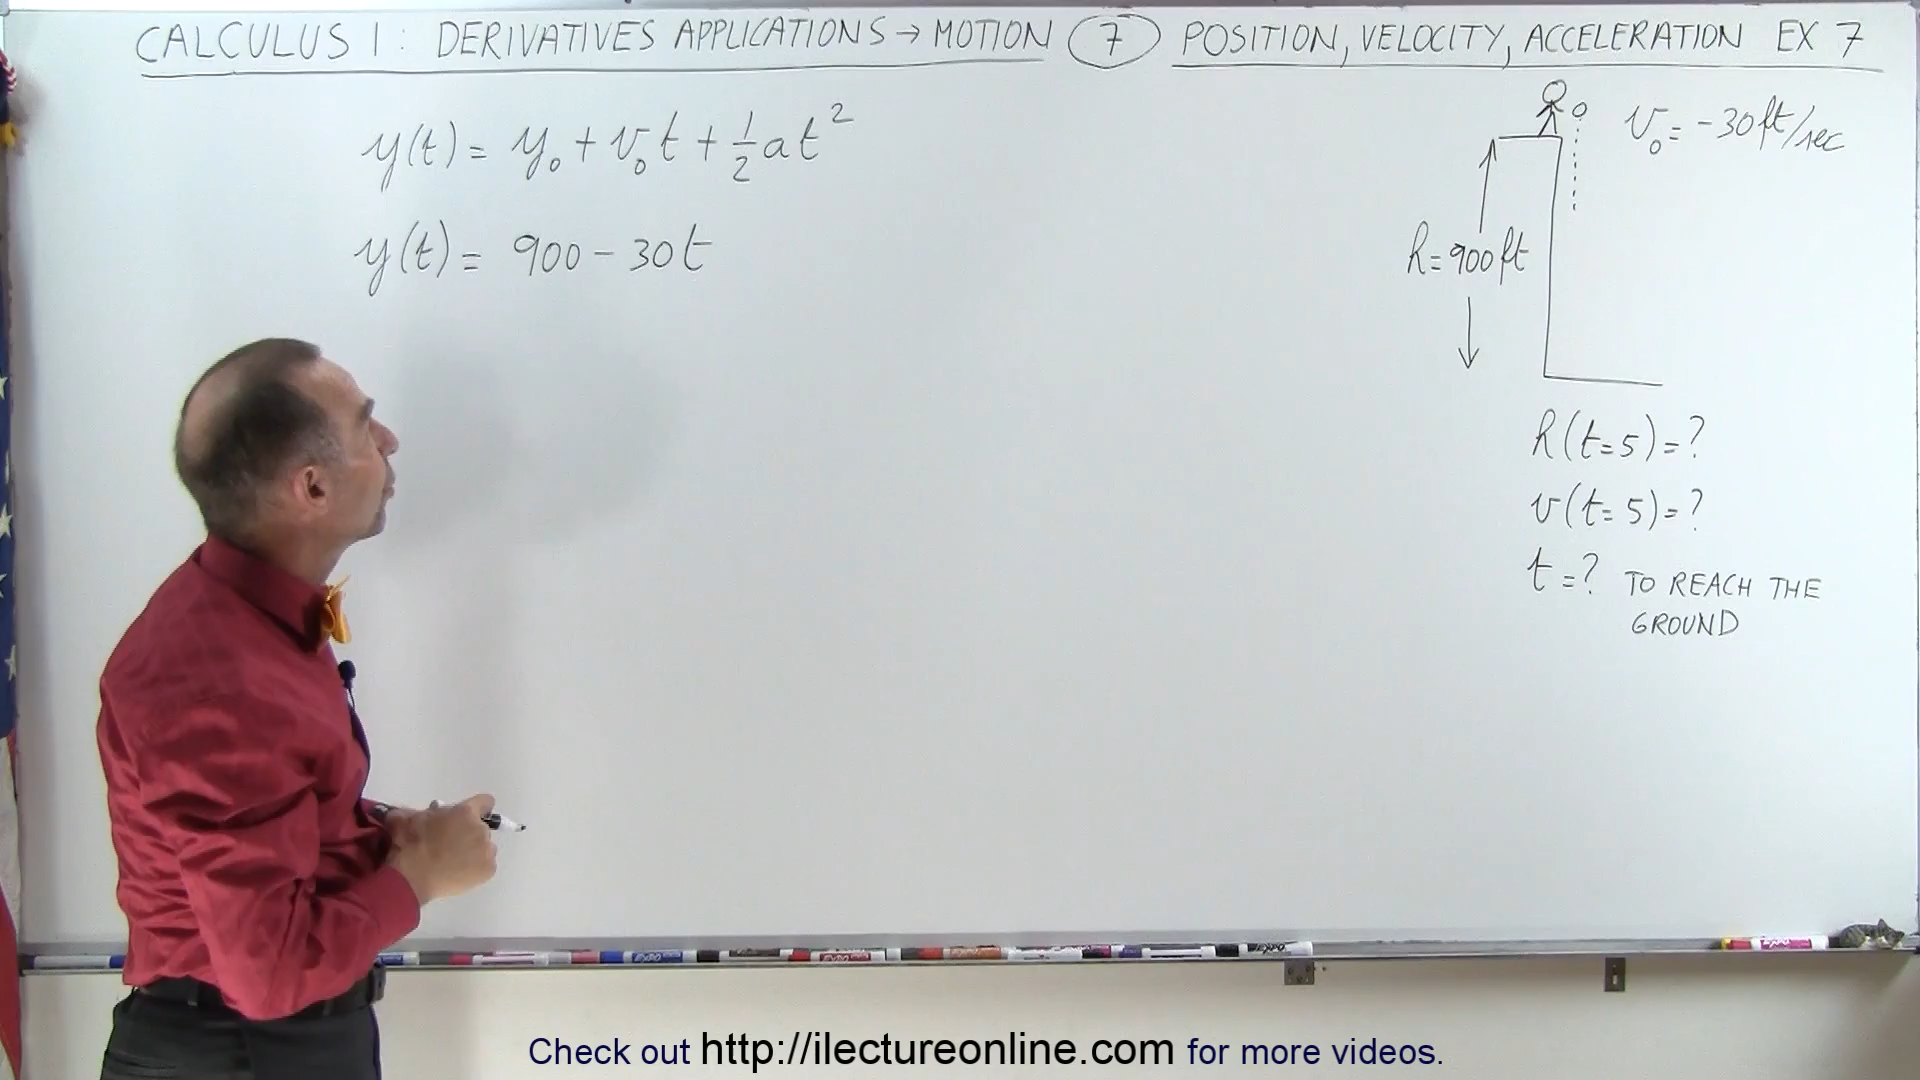 CALCULUS 1: DERIVATIVES APPLICATIONS → MOTION 7 POSITION, VELOCITY, ACCELERATION EX 7
y(t) = y₀ + v₀t + ½at²
v₀ = -30 ft/sec
y(t) = 900 - 30t
h = 900 ft
h(t=5) = ?
v(t=5) = ?
t = ? TO REACH THE
GROUND
Check out http://ilectureonline.com for more videos.